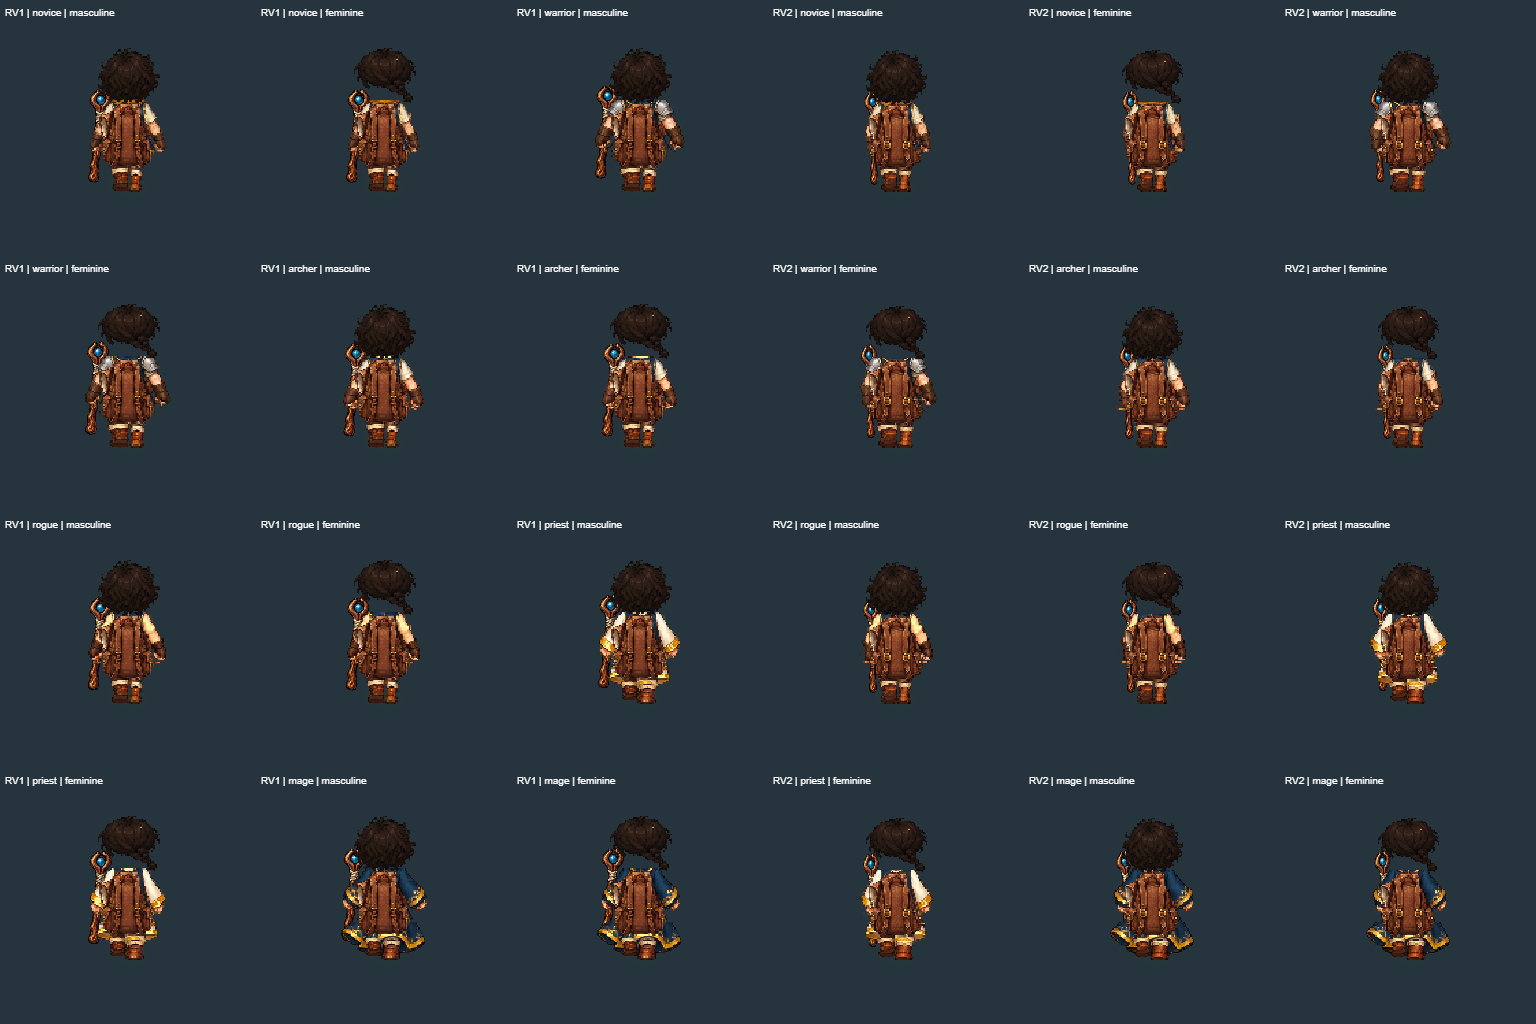 RV1 | novice | masculine
RV1 | novice | feminine
RV1 | warrior | masculine
RV2 | novice | masculine
RV2 | novice | feminine
RV2 | warrior | masculine
RV1 | warrior | feminine
RV1 | archer | masculine
RV1 | archer | feminine
RV2 | warrior | feminine
RV2 | archer | masculine
RV2 | archer | feminine
RV1 | rogue | masculine
RV1 | rogue | feminine
RV1 | priest | masculine
RV2 | rogue | masculine
RV2 | rogue | feminine
RV2 | priest | masculine
RV1 | priest | feminine
RV1 | mage | masculine
RV1 | mage | feminine
RV2 | priest | feminine
RV2 | mage | masculine
RV2 | mage | feminine